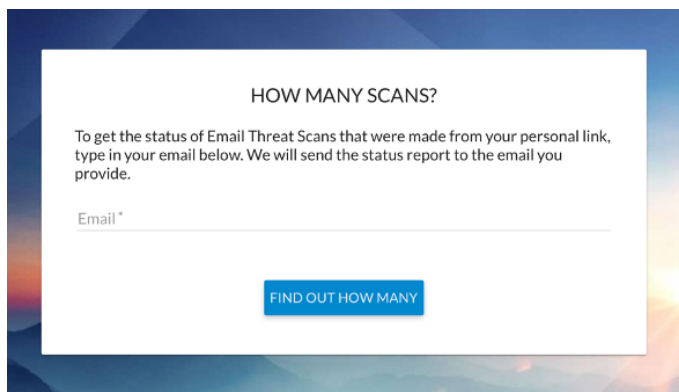 HOW MANY SCANS?
To get the status of Email Threat Scans that were made from your personal link,
type in your email below. We will send the status report to the email you
provide.
Email *
FIND OUT HOW MANY